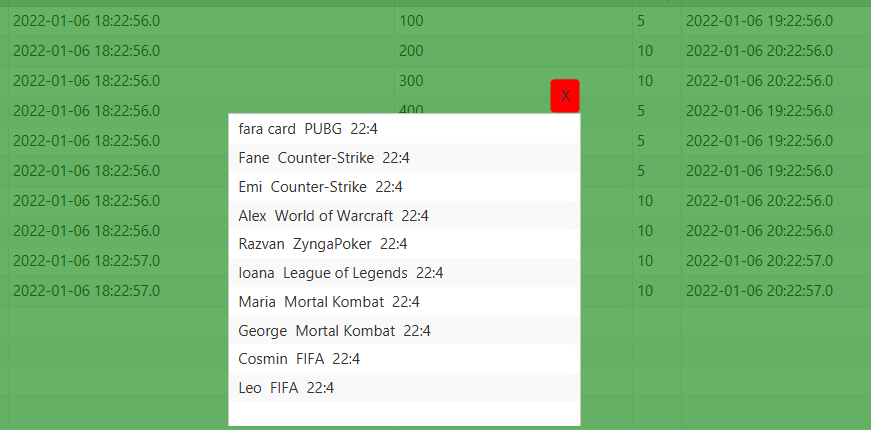 2022-01-06 18:22:56.0 100 5 2022-01-06 19:22:56.0
2022-01-06 18:22:56.0 200 10 2022-01-06 20:22:56.0
2022-01-06 18:22:56.0 300 10 2022-01-06 20:22:56.0
X
2022-01-06 18:22:56.0 400 5 2022-01-06 19:22:56.0
2022-01-06 18:22:56.0 5 2022-01-06 19:22:56.0
2022-01-06 18:22:56.0 5 2022-01-06 19:22:56.0
2022-01-06 18:22:56.0 10 2022-01-06 20:22:56.0
2022-01-06 18:22:56.0 10 2022-01-06 20:22:56.0
2022-01-06 18:22:57.0 10 2022-01-06 20:22:57.0
2022-01-06 18:22:57.0 10 2022-01-06 20:22:57.0
fara card PUBG 22:4
Fane Counter-Strike 22:4
Emi Counter-Strike 22:4
Alex World of Warcraft 22:4
Razvan ZyngaPoker 22:4
Ioana League of Legends 22:4
Maria Mortal Kombat 22:4
George Mortal Kombat 22:4
Cosmin FIFA 22:4
Leo FIFA 22:4